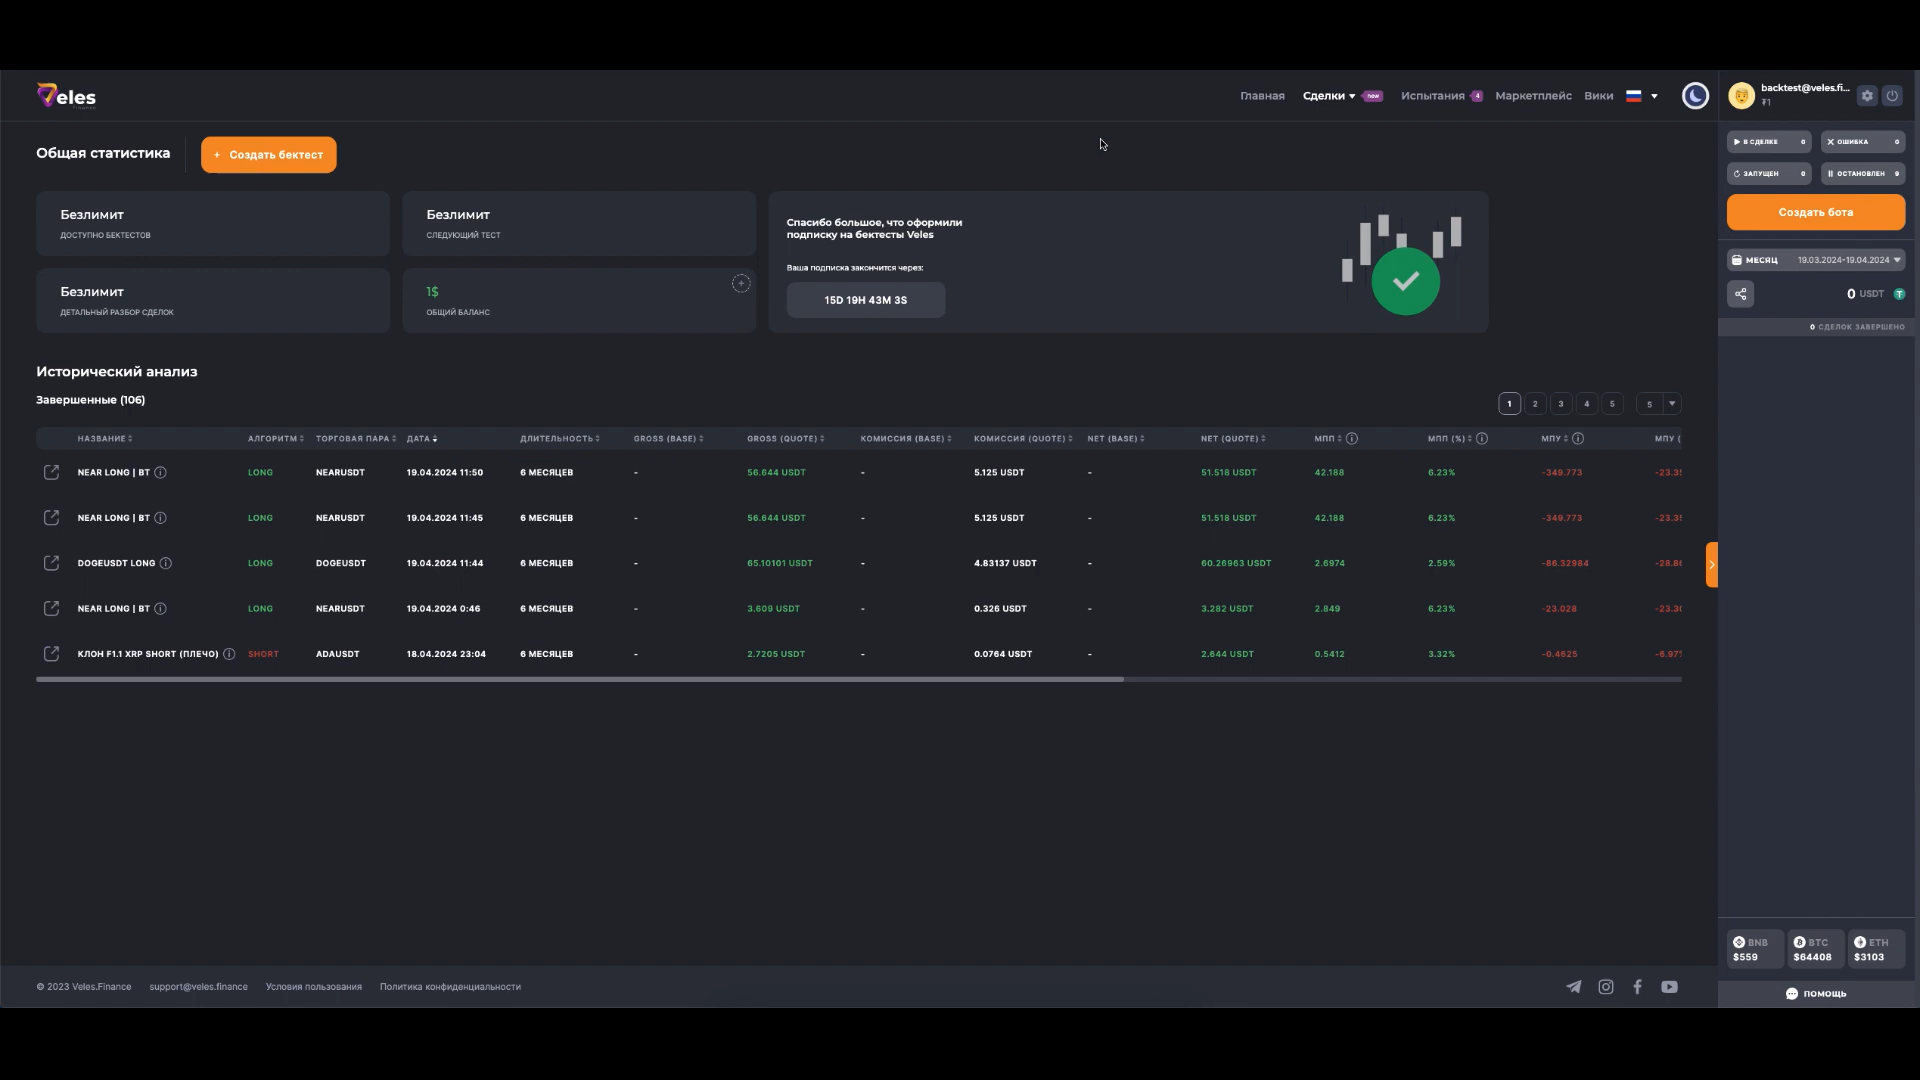 Veles
Главная Сделки new Испытания 4 Маркетплейс Вики
backtest@veles.fi...
₮1
Общая статистика
+ Создать бектест
В СДЕЛКЕ 0 ОШИБКА 0
ЗАПУЩЕН 0 ОСТАНОВЛЕН 9
Создать бота
Безлимит
ДОСТУПНО БЕКТЕСТОВ
Безлимит
СЛЕДУЮЩИЙ ТЕСТ
Безлимит
ДЕТАЛЬНЫЙ РАЗБОР СДЕЛОК
1$
ОБЩИЙ БАЛАНС
Спасибо большое, что оформили
подписку на бектесты Veles
Ваша подписка закончится через:
15D 19H 43M 3S
МЕСЯЦ 19.03.2024-19.04.2024
0 USDT
0 СДЕЛОК ЗАВЕРШЕНО
Исторический анализ
Завершенные (106)
1 2 3 4 5 5
НАЗВАНИЕ АЛГОРИТМ ТОРГОВАЯ ПАРА ДАТА ДЛИТЕЛЬНОСТЬ GROSS (BASE) GROSS (QUOTE) КОМИССИЯ (BASE) КОМИССИЯ (QUOTE) NET (BASE) NET (QUOTE) МПП МПП (%) МПУ МПУ (
NEAR LONG | BT LONG NEARUSDT 19.04.2024 11:50 6 МЕСЯЦЕВ - 56.644 USDT - 5.125 USDT - 51.518 USDT 42.188 6.23% -349.773 -23.3
NEAR LONG | BT LONG NEARUSDT 19.04.2024 11:45 6 МЕСЯЦЕВ - 56.644 USDT - 5.125 USDT - 51.518 USDT 42.188 6.23% -349.773 -23.3
DOGEUSDT LONG LONG DOGEUSDT 19.04.2024 11:44 6 МЕСЯЦЕВ - 65.10101 USDT - 4.83137 USDT - 60.26963 USDT 2.6974 2.59% -86.32984 -28.8
NEAR LONG | BT LONG NEARUSDT 19.04.2024 0:46 6 МЕСЯЦЕВ - 3.609 USDT - 0.326 USDT - 3.282 USDT 2.849 6.23% -23.028 -23.3
КЛОН F1.1 XRP SHORT (ПЛЕЧО) SHORT ADAUSDT 18.04.2024 23:04 6 МЕСЯЦЕВ - 2.7205 USDT - 0.0764 USDT - 2.644 USDT 0.5412 3.32% -0.4625 -6.97
BNB
$559
BTC
$64408
ETH
$3103
© 2023 Veles.Finance support@veles.finance Условия пользования Политика конфиденциальности
ПОМОЩЬ